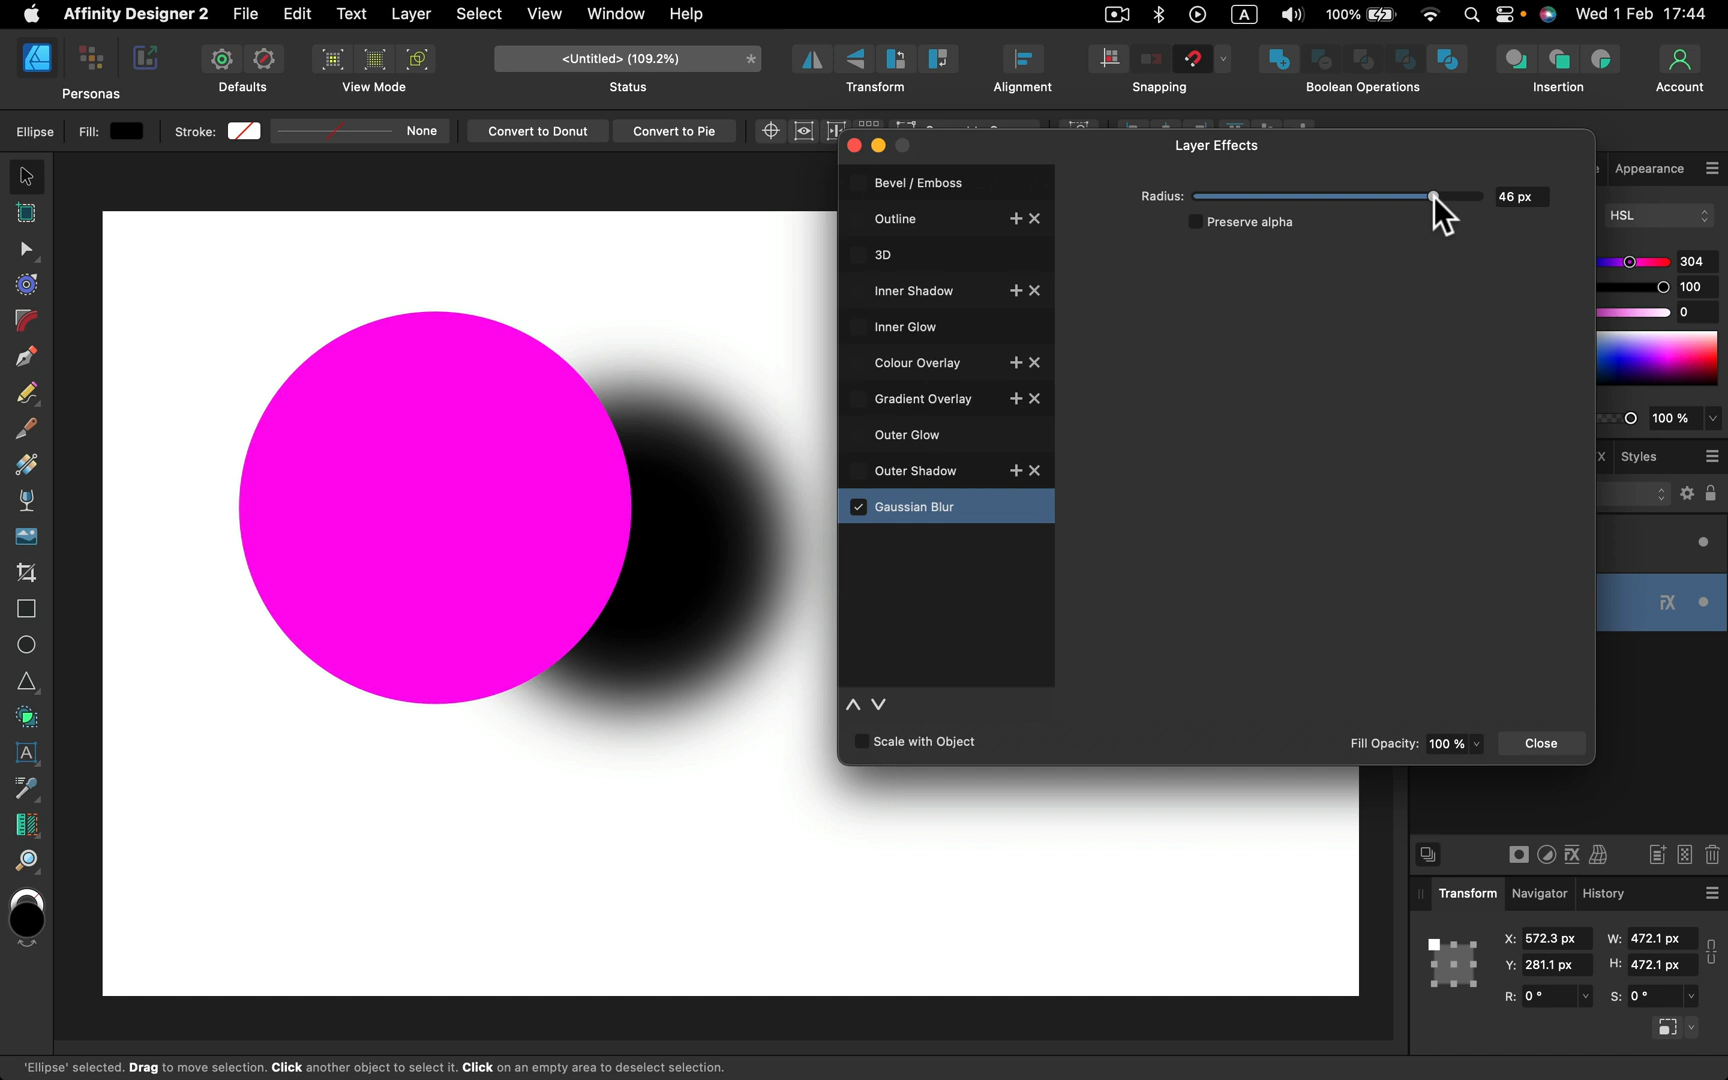 Affinity Designer 2 File Edit Text Layer Select View Window Help A 100% Wed 1 Feb 17:44
<Untitled> (109.2%) *
Personas Defaults View Mode Status Transform Alignment Snapping Boolean Operations Insertion Account
Ellipse Fill: Stroke: None Convert to Donut Convert to Pie
Layer Effects
Appearance
Bevel / Emboss
Radius: 46 px
HSL
Outline
Preserve alpha
3D
304
Inner Shadow
100
0
Inner Glow
Colour Overlay
Gradient Overlay
100 %
Outer Glow
Styles
Outer Shadow
Gaussian Blur
Scale with Object
Fill Opacity: 100 % Close
Transform Navigator History
X: 572.3 px W: 472.1 px
Y: 281.1 px H: 472.1 px
R: 0 ° S: 0 °
'Ellipse' selected. Drag to move selection. Click another object to select it. Click on an empty area to deselect selection.